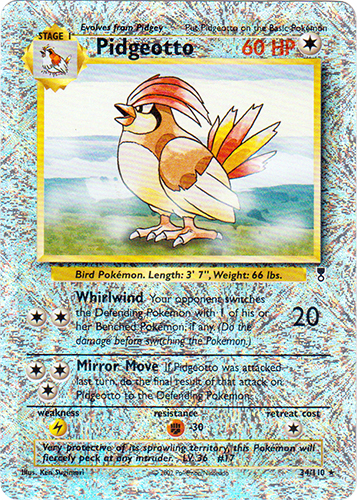 Evolves from Pidgey Put Pidgeotto on the Basic Pokémon
STAGE 1
Pidgeotto 60 HP
Bird Pokémon. Length: 3' 7", Weight: 66 lbs.
Whirlwind Your opponent switches
the Defending Pokémon with 1 of his or
her Benched Pokémon, if any. (Do the
damage before switching the Pokémon.)
20
Mirror Move If Pidgeotto was attacked
last turn, do the final result of that attack on
Pidgeotto to the Defending Pokémon.
weakness resistance retreat cost
-30
Very protective of its sprawling territory, this Pokémon will
fiercely peck at any intruder. LV. 36 #17
Illus. Ken Sugimori © 2002 Pokémon/Nintendo 34/110 ★